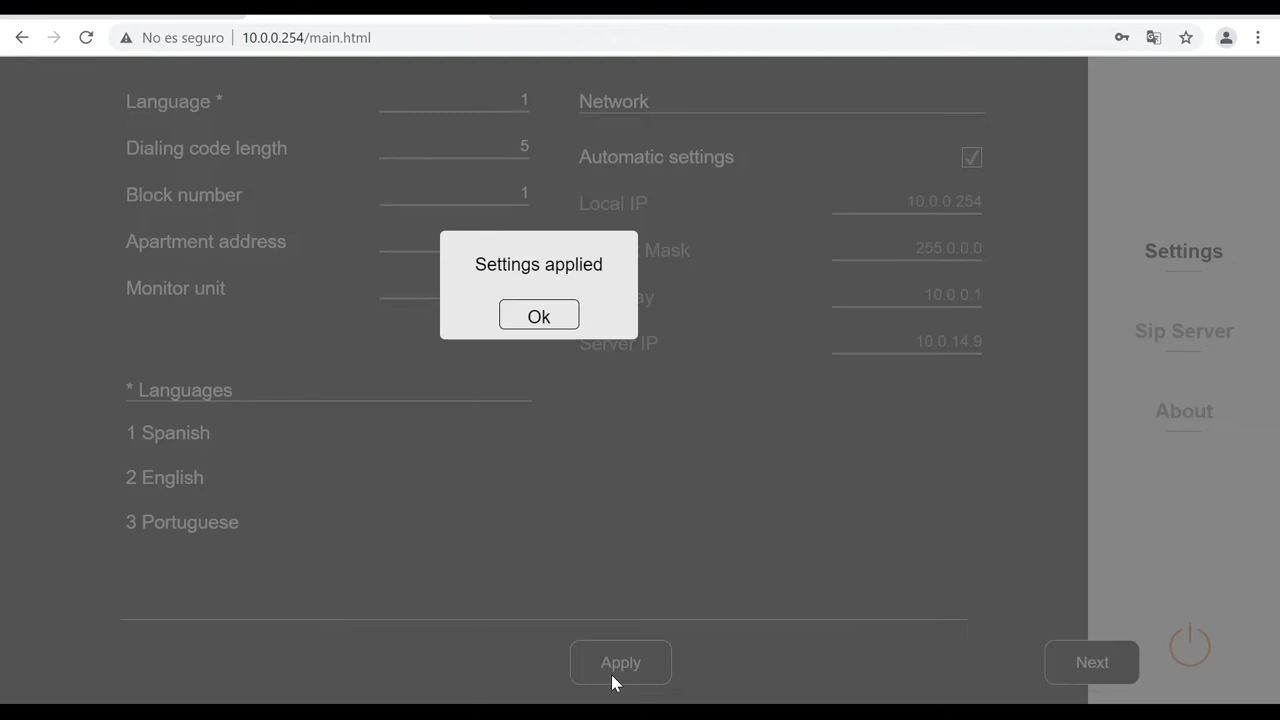 No es seguro
10.0.0.254/main.html
Language *
1
Dialing code length
5
Block number
1
Apartment address
Monitor unit
* Languages
1 Spanish
2 English
3 Portuguese
Network
Automatic settings
Local IP
10.0.0.254
Mask
255.0.0.0
10.0.0.1
Server IP
10.0.14.9
Settings applied
Ok
Settings
Sip Server
About
Apply
Next